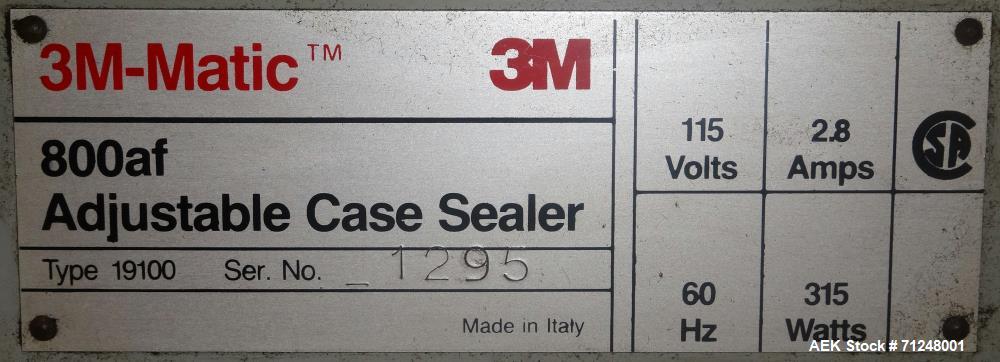 3M-Matic™ 3M
800af
Adjustable Case Sealer
Type 19100 Ser. No. _ 1295
Made in Italy
115
Volts
2.8
Amps
CSA
60
Hz
315
Watts
AEK Stock # 71248001